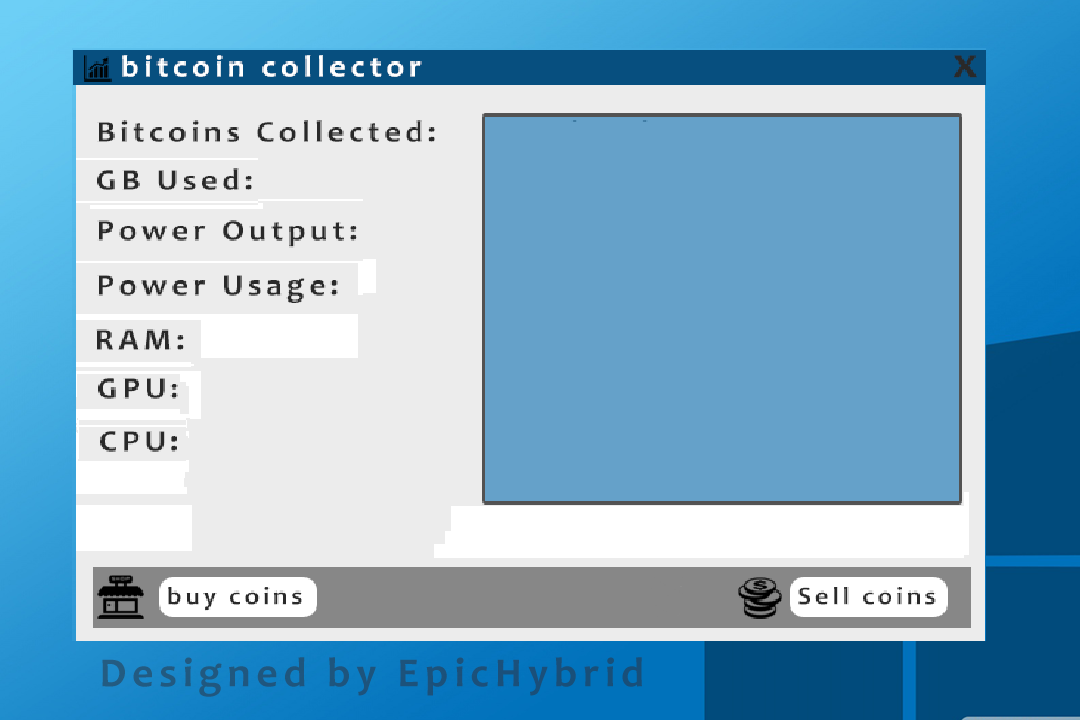 bitcoin collector X
Bitcoins Collected:
GB Used:
Power Output:
Power Usage:
RAM:
GPU:
CPU:
SHOP
buy coins
S
Sell coins
Designed by EpicHybrid